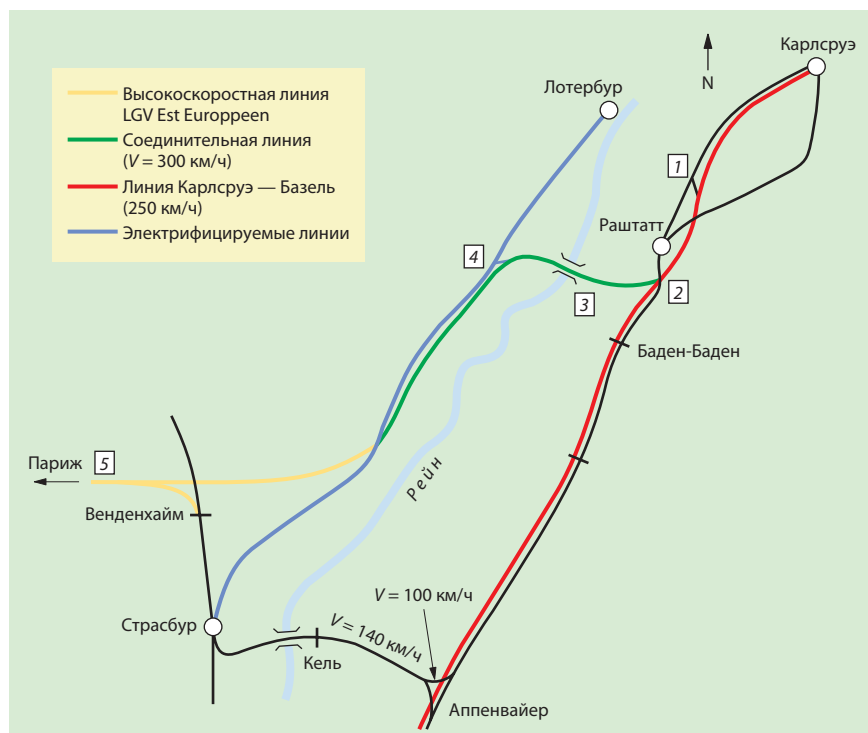 Карлсруэ
N
Высокоскоростная линия
LGV Est Europpeen
Соединительная линия
(V = 300 км/ч)
Линия Карлсруэ — Базель
(250 км/ч)
Электрифицируемые линии
Лотербур
1
Раштатт
4
3
2
Баден-Баден
Париж
5
Рейн
Венденхайм
V = 100 км/ч
Страсбур
V = 140 км/ч
Кель
Аппенвайер